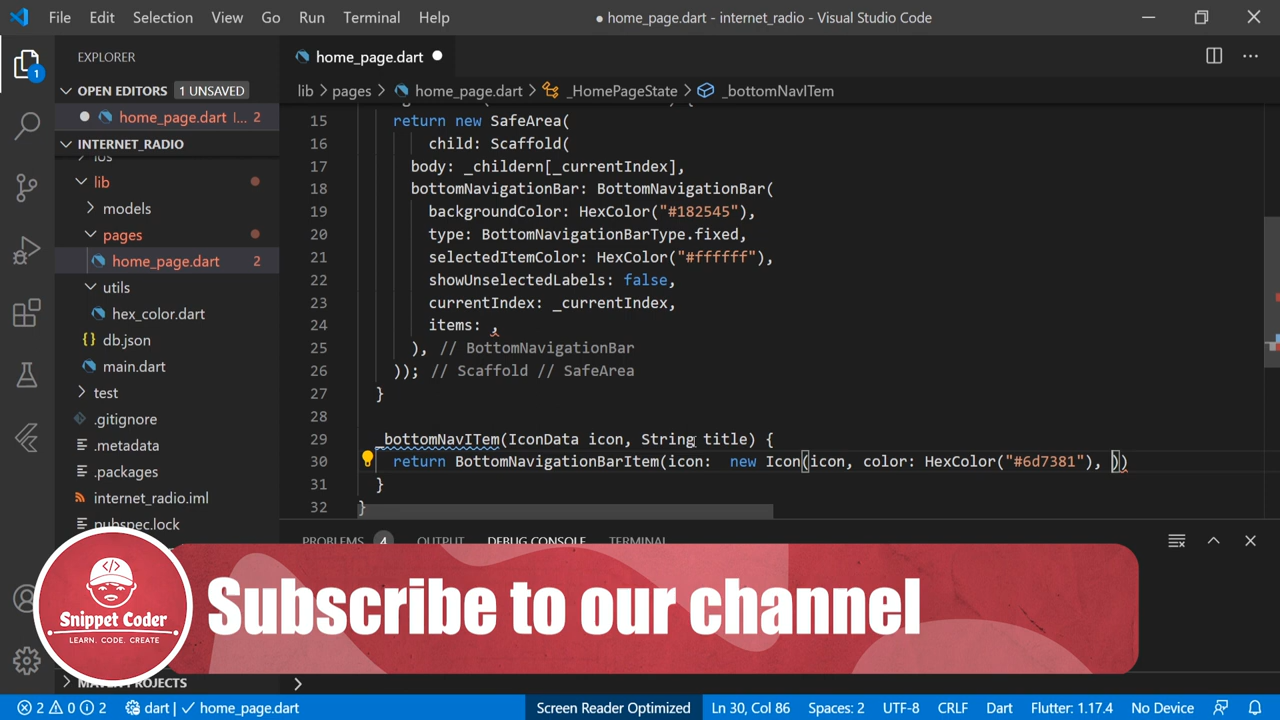 File Edit Selection View Go Run Terminal Help
● home_page.dart - internet_radio - Visual Studio Code
EXPLORER
home_page.dart
1
OPEN EDITORS 1 UNSAVED
lib > pages > home_page.dart > _HomePageState > _bottomNavITem
home_page.dart l... 2
INTERNET_RADIO
lib
models
pages
home_page.dart 2
utils
hex_color.dart
db.json
main.dart
test
.gitignore
.metadata
.packages
internet_radio.iml
pubspec.lock
15 return new SafeArea(
16 child: Scaffold(
17 body: _childern[_currentIndex],
18 bottomNavigationBar: BottomNavigationBar(
19 backgroundColor: HexColor("#182545"),
20 type: BottomNavigationBarType.fixed,
21 selectedItemColor: HexColor("#ffffff"),
22 showUnselectedLabels: false,
23 currentIndex: _currentIndex,
24 items: ,
25 ), // BottomNavigationBar
26 )); // Scaffold // SafeArea
27 }
28
29 _bottomNavITem(IconData icon, String title) {
30 return BottomNavigationBarItem(icon:  new Icon(icon, color: HexColor("#6d7381"), ))
31 }
32 }
PROBLEMS 4 OUTPUT DEBUG CONSOLE TERMINAL
Subscribe to our channel
Snippet Coder
LEARN. CODE. CREATE
PROJECTS
2 0 2 dart | home_page.dart
Screen Reader Optimized Ln 30, Col 86 Spaces: 2 UTF-8 CRLF Dart Flutter: 1.17.4 No Device